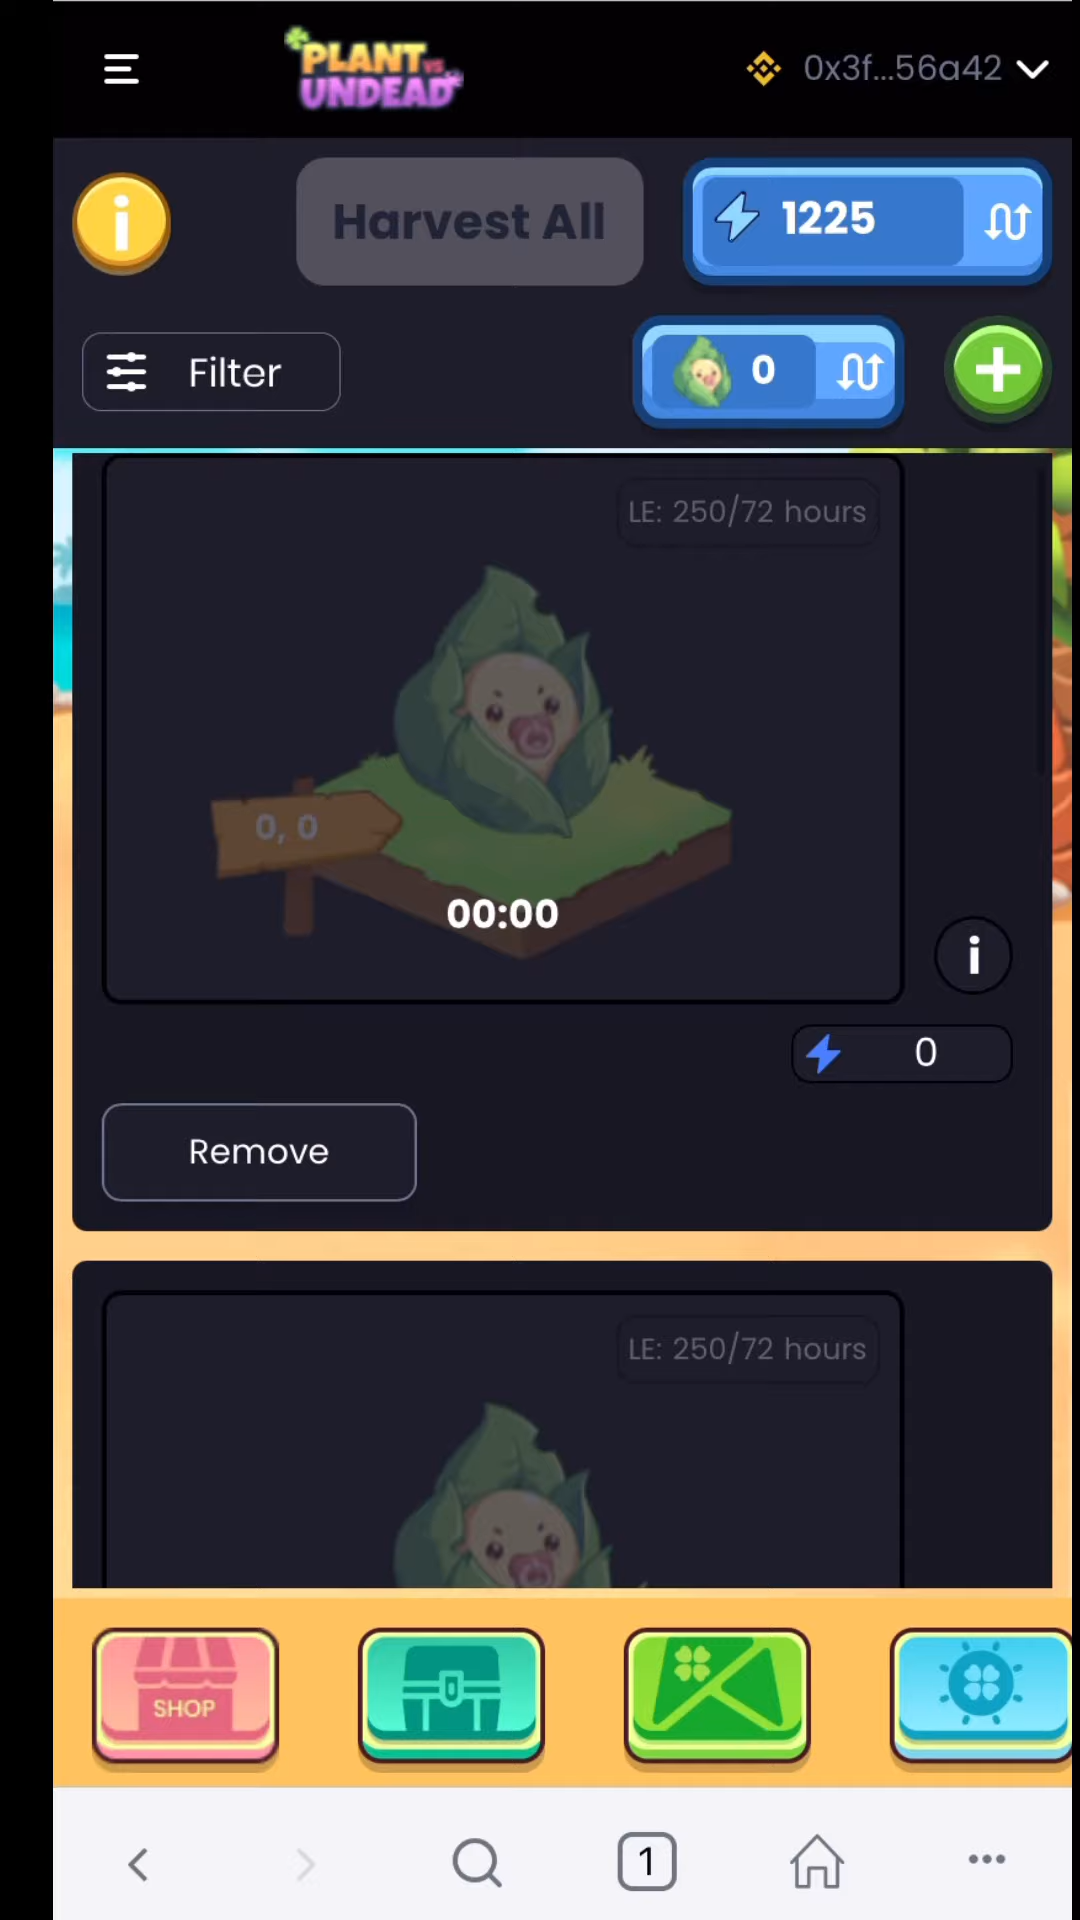 PLANT VS
UNDEAD
0x3f...56a42
Harvest All
1225
Filter
0
LE: 250/72 hours
0, 0
00:00
0
Remove
LE: 250/72 hours
SHOP
1